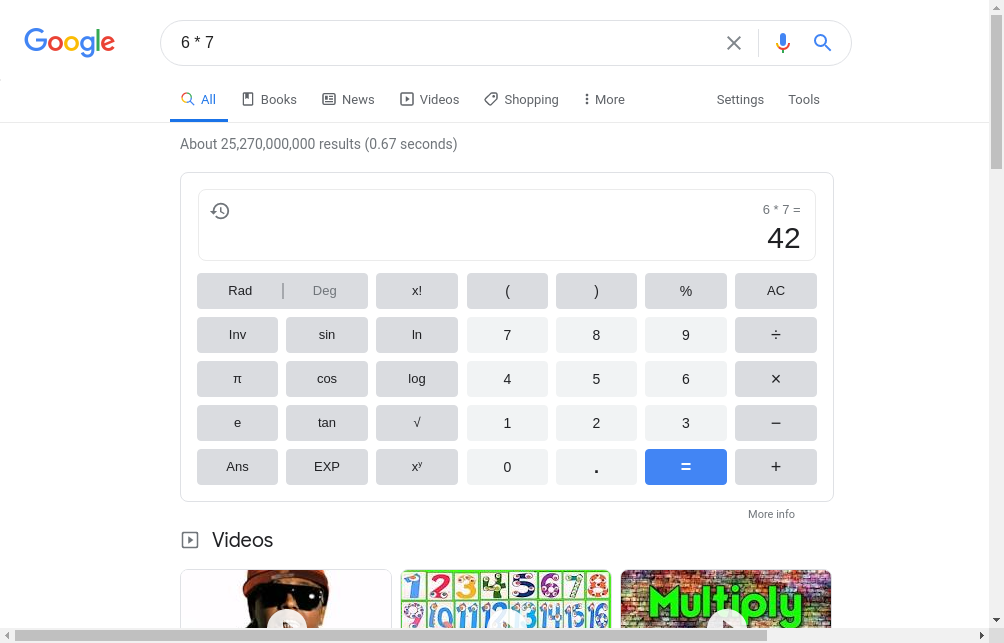 Google
6 * 7
All Books News Videos Shopping More Settings Tools
About 25,270,000,000 results (0.67 seconds)
6 * 7 =
42
Rad | Deg x! ( ) % AC
Inv sin ln 7 8 9 ÷
π cos log 4 5 6 ×
e tan √ 1 2 3 −
Ans EXP xʸ 0 . = +
More info
Videos
1 2 3 4 5 6 7 8
9 10 11 12 13 14 15 16
Multiply